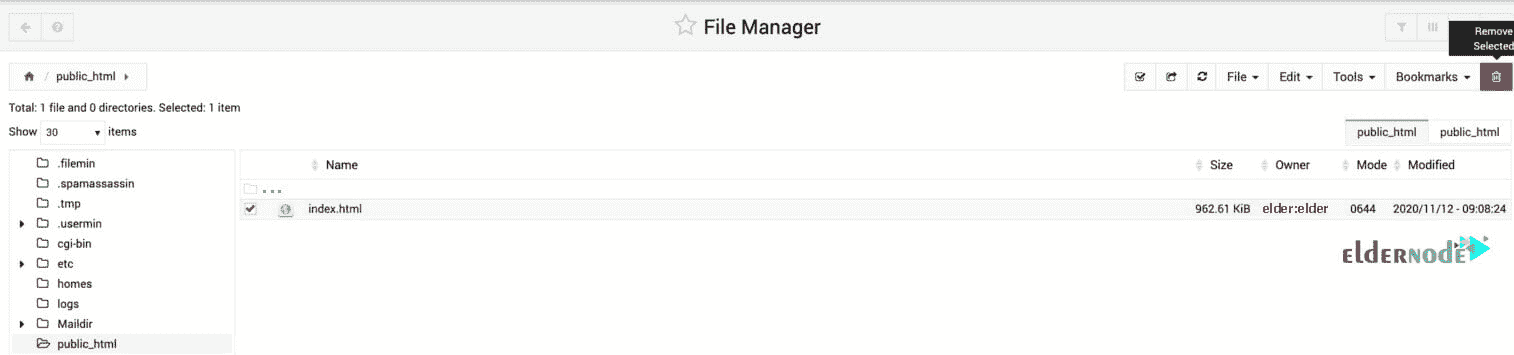 File Manager
Remove
Selected
/ public_html
File
Edit
Tools
Bookmarks
Total: 1 file and 0 directories. Selected: 1 item
Show 30 items
public_html public_html
.filemin
.spamassassin
.tmp
.usermin
cgi-bin
etc
homes
logs
Maildir
public_html
Name Size Owner Mode Modified
...
index.html 962.61 KiB elder:elder 0644 2020/11/12 - 09:08:24
eldernode